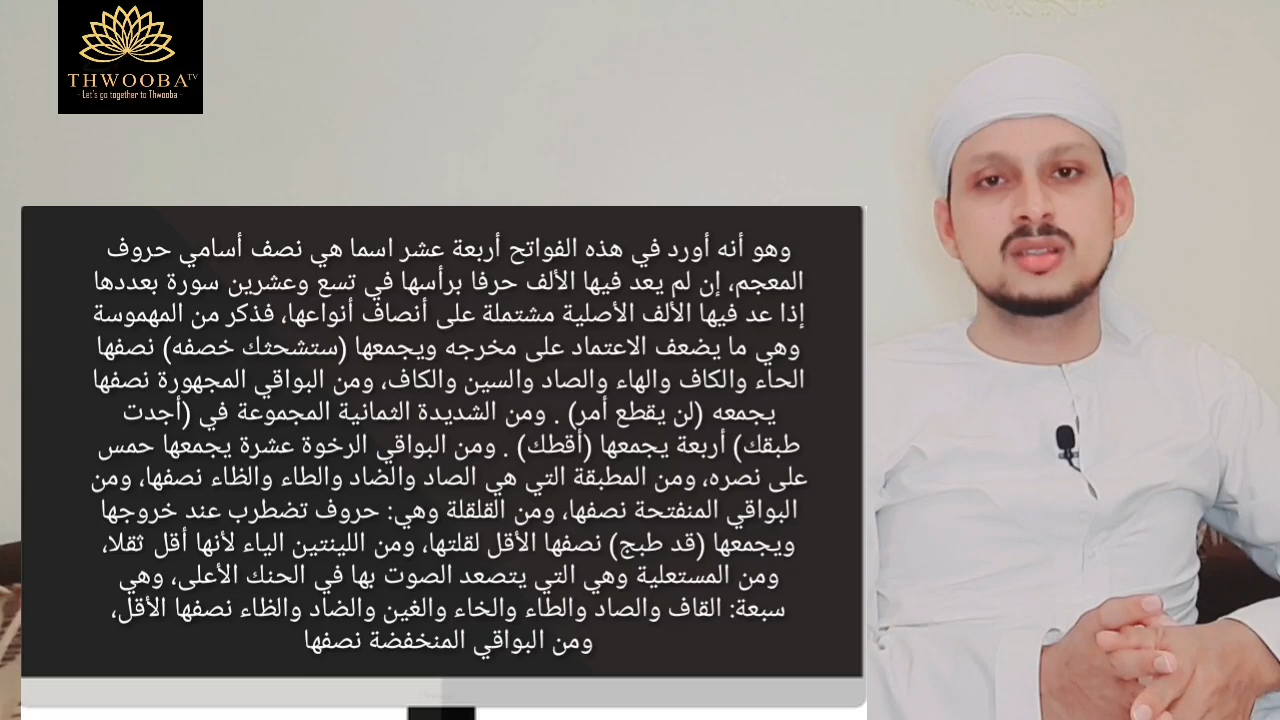 THWOOBA TV
- Let's go together to Thwooba -
وهو أنه أورد في هذه الفواتح أربعة عشر اسما هي نصف أسامي حروف
المعجم، إن لم يعد فيها الألف حرفا برأسها في تسع وعشرين سورة بعددها
إذا عد فيها الألف الأصلية مشتملة على أنصاف أنواعها، فذكر من المهموسة
وهي ما يضعف الاعتماد على مخرجه ويجمعها (ستشحثك خصفه) نصفها
الحاء والكاف والهاء والصاد والسين والكاف، ومن البواقي المجهورة نصفها
يجمعه (لن يقطع أمر) . ومن الشديدة الثمانية المجموعة في (أجدت
طبقك) أربعة يجمعها (أقطك) . ومن البواقي الرخوة عشرة يجمعها حمس
على نصره، ومن المطبقة التي هي الصاد والضاد والطاء والظاء نصفها، ومن
البواقي المنفتحة نصفها، ومن القلقلة وهي: حروف تضطرب عند خروجها
ويجمعها (قد طبج) نصفها الأقل لقلتها، ومن اللينتين الياء لأنها أقل ثقلا،
ومن المستعلية وهي التي يتصعد الصوت بها في الحنك الأعلى، وهي
سبعة: القاف والصاد والطاء والخاء والغين والضاد والظاء نصفها الأقل،
ومن البواقي المنخفضة نصفها